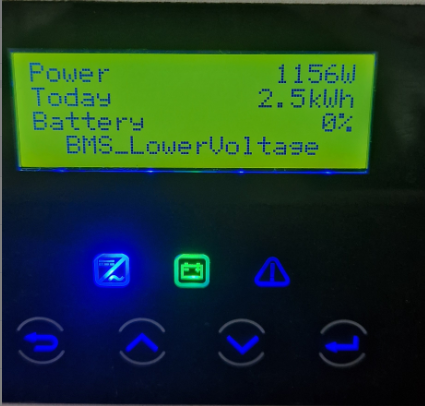 Power 1156W
Today 2.5kWh
Battery 0%
BMS_LowerVoltage